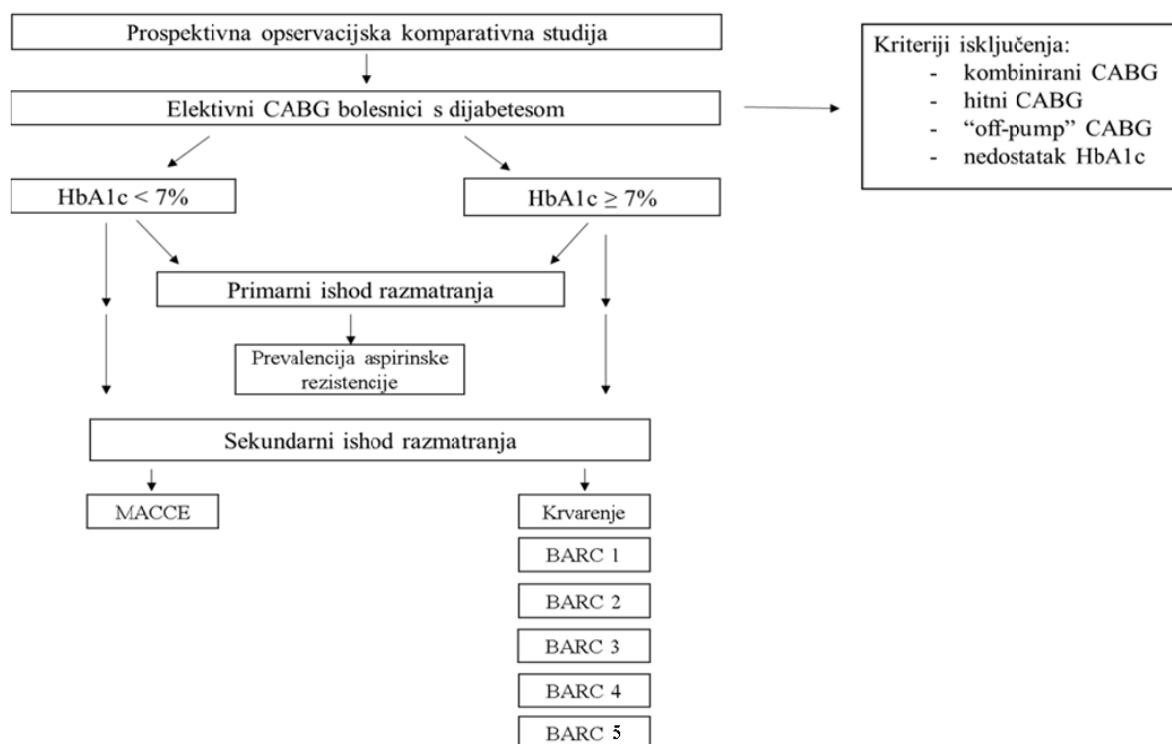 Prospektivna opservacijska komparativna studija
Elektivni CABG bolesnici s dijabetesom
Kriteriji isključenja:
- kombinirani CABG
- hitni CABG
- “off-pump” CABG
- nedostatak HbA1c
HbA1c < 7%
HbA1c ≥ 7%
Primarni ishod razmatranja
Prevalencija aspirinske
rezistencije
Sekundarni ishod razmatranja
MACCE
Krvarenje
BARC 1
BARC 2
BARC 3
BARC 4
BARC 5